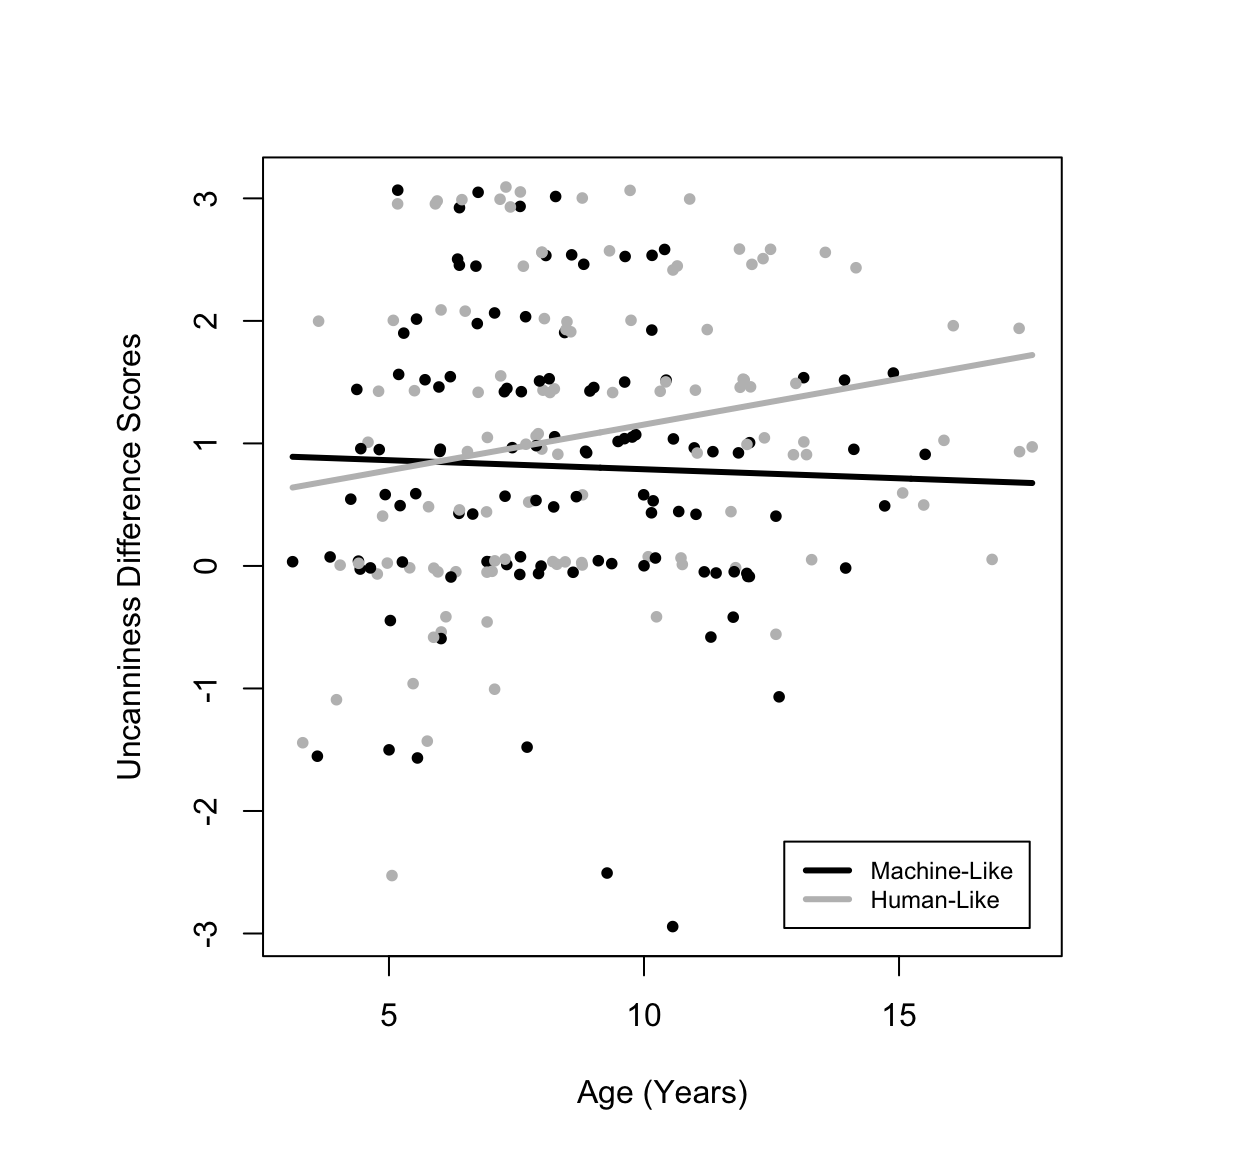 3
2
1
0
-1
-2
-3
Uncanniness Difference Scores
Machine-Like
Human-Like
5 10 15
Age (Years)